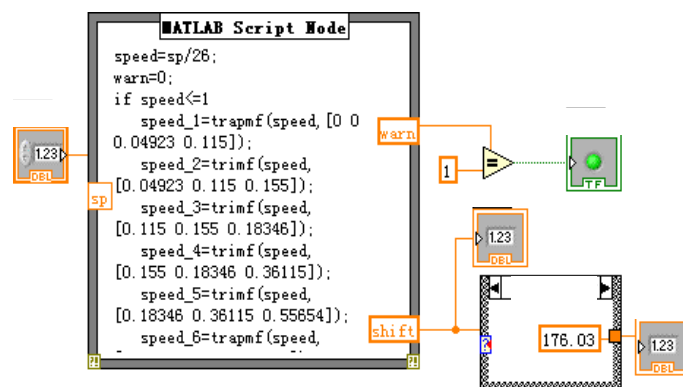 MATLAB Script Node
speed=sp/26;
warn=0;
if speed<=1
speed_1=trapmf(speed, [0 0
0.04923 0.115]);
speed_2=trimf(speed,
[0.04923 0.115 0.155]);
speed_3=trimf(speed,
[0.115 0.155 0.18346]);
speed_4=trimf(speed,
[0.155 0.18346 0.36115]);
speed_5=trimf(speed,
[0.18346 0.36115 0.55654]);
speed_6=trapmf(speed,
1.23
DBL
sp
warn
1
=
TF
1.23
DBL
shift
?
176.03
1.23
DBL
?!
?!